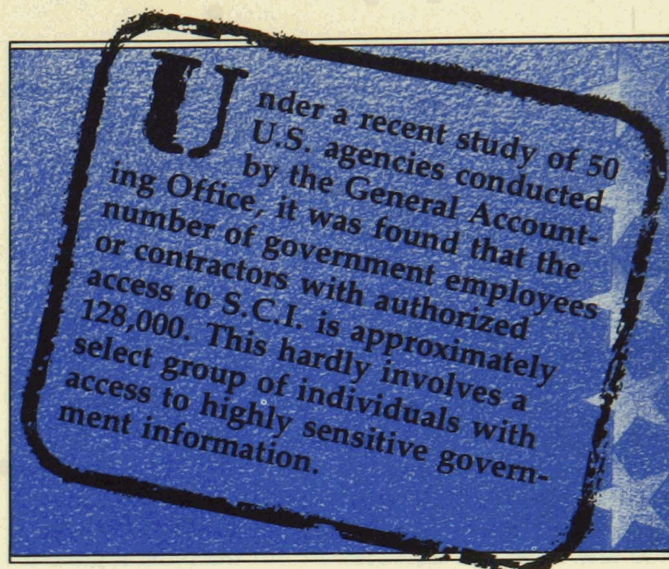 Under a recent study of 50
U.S. agencies conducted
by the General Account-
ing Office, it was found that the
number of government employees
or contractors with authorized
access to S.C.I. is approximately
128,000. This hardly involves a
select group of individuals with
access to highly sensitive govern-
ment information.